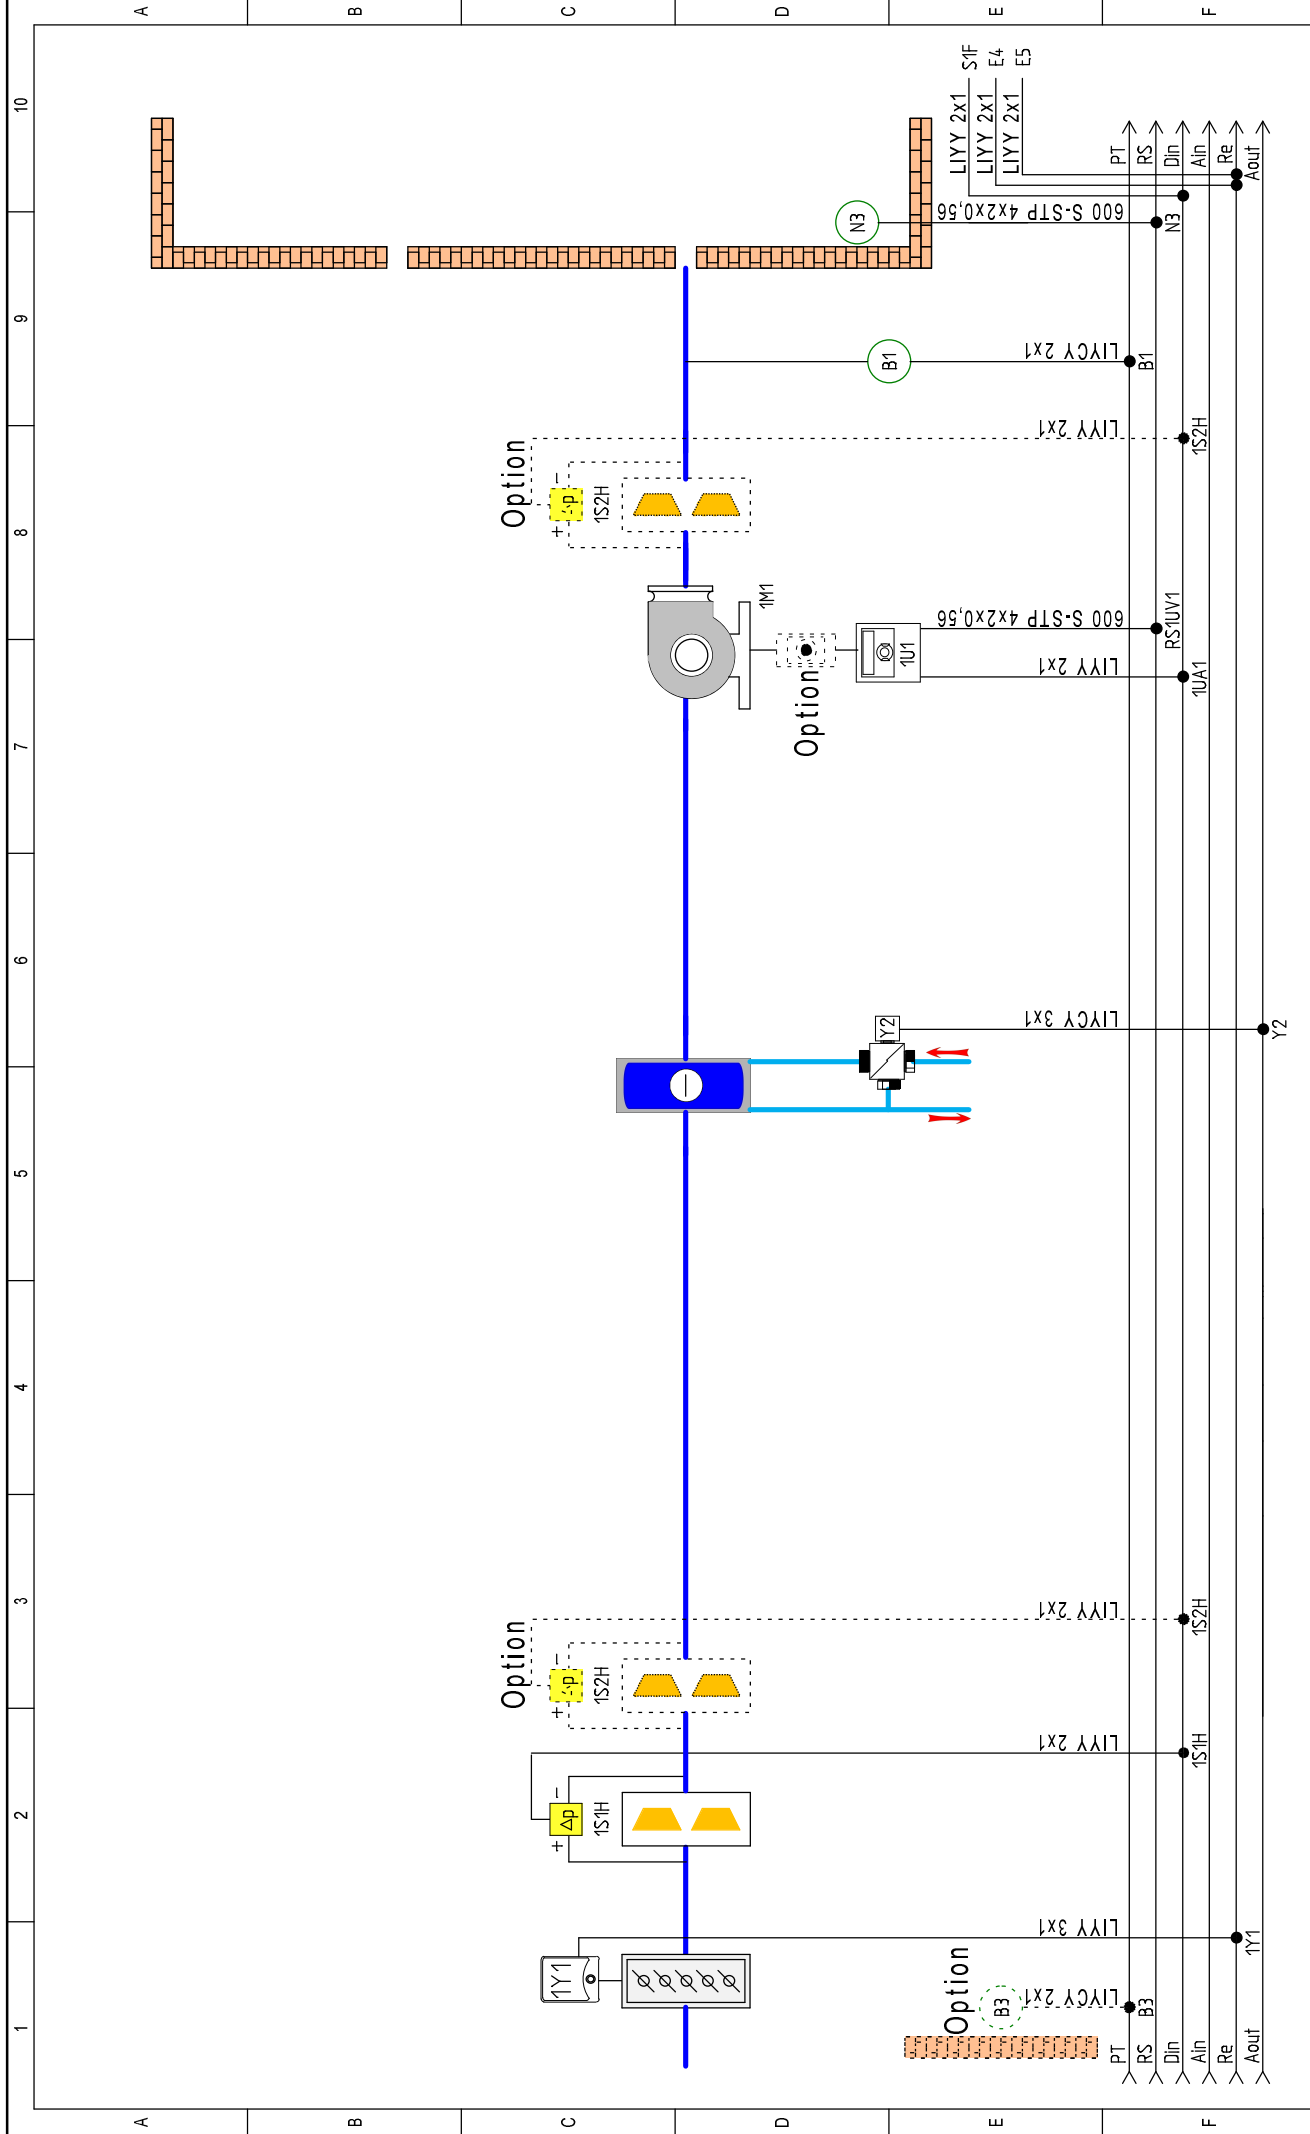 A B C D E F
10
9
8
7
6
5
4
3
2
1
S1F
E4
E5
LIYY 2x1
LIYY 2x1
LIYY 2x1
PT
RS
Din
Ain
Re
Aout
N3
600 S-STP 4x2x0,56
N3
B1
LIYCY 2x1
B1
Option
+ −
1S2H
LIYY 2x1
1S2H
1M1
Option
1U1
600 S-STP 4x2x0,56
RS1UV1
LIYY 2x1
1UA1
Y2
LIYCY 3x1
Y2
Option
+ −
1S2H
LIYY 2x1
1S2H
+ −
Δp
1S1H
LIYY 2x1
1S1H
1Y1
LIYY 3x1
1Y1
Option
B3
LIYCY 2x1
B3
PT
RS
Din
Ain
Re
Aout
A B C D E F